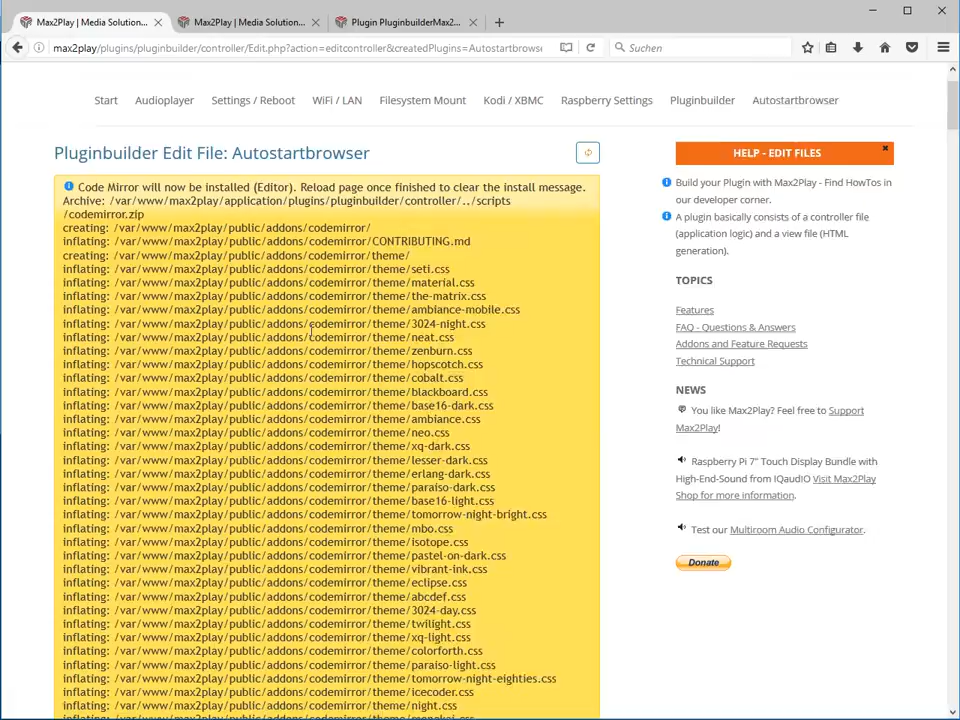 Max2Play | Media Solution...
Max2Play | Media Solution...
Plugin PluginbuilderMax2...
max2play/plugins/pluginbuilder/controller/Edit.php?action=editcontroller&createdPlugins=Autostartbrowse
Suchen
Start
Audioplayer
Settings / Reboot
WiFi / LAN
Filesystem Mount
Kodi / XBMC
Raspberry Settings
Pluginbuilder
Autostartbrowser
Pluginbuilder Edit File: Autostartbrowser
Code Mirror will now be installed (Editor). Reload page once finished to clear the install message.
Archive: /var/www/max2play/application/plugins/pluginbuilder/controller/../scripts
/codemirror.zip
creating: /var/www/max2play/public/addons/codemirror/
inflating: /var/www/max2play/public/addons/codemirror/CONTRIBUTING.md
creating: /var/www/max2play/public/addons/codemirror/theme/
inflating: /var/www/max2play/public/addons/codemirror/theme/seti.css
inflating: /var/www/max2play/public/addons/codemirror/theme/material.css
inflating: /var/www/max2play/public/addons/codemirror/theme/the-matrix.css
inflating: /var/www/max2play/public/addons/codemirror/theme/ambiance-mobile.css
inflating: /var/www/max2play/public/addons/codemirror/theme/3024-night.css
inflating: /var/www/max2play/public/addons/codemirror/theme/neat.css
inflating: /var/www/max2play/public/addons/codemirror/theme/zenburn.css
inflating: /var/www/max2play/public/addons/codemirror/theme/hopscotch.css
inflating: /var/www/max2play/public/addons/codemirror/theme/cobalt.css
inflating: /var/www/max2play/public/addons/codemirror/theme/blackboard.css
inflating: /var/www/max2play/public/addons/codemirror/theme/base16-dark.css
inflating: /var/www/max2play/public/addons/codemirror/theme/ambiance.css
inflating: /var/www/max2play/public/addons/codemirror/theme/neo.css
inflating: /var/www/max2play/public/addons/codemirror/theme/xq-dark.css
inflating: /var/www/max2play/public/addons/codemirror/theme/lesser-dark.css
inflating: /var/www/max2play/public/addons/codemirror/theme/erlang-dark.css
inflating: /var/www/max2play/public/addons/codemirror/theme/paraiso-dark.css
inflating: /var/www/max2play/public/addons/codemirror/theme/base16-light.css
inflating: /var/www/max2play/public/addons/codemirror/theme/tomorrow-night-bright.css
inflating: /var/www/max2play/public/addons/codemirror/theme/mbo.css
inflating: /var/www/max2play/public/addons/codemirror/theme/isotope.css
inflating: /var/www/max2play/public/addons/codemirror/theme/pastel-on-dark.css
inflating: /var/www/max2play/public/addons/codemirror/theme/vibrant-ink.css
inflating: /var/www/max2play/public/addons/codemirror/theme/eclipse.css
inflating: /var/www/max2play/public/addons/codemirror/theme/abcdef.css
inflating: /var/www/max2play/public/addons/codemirror/theme/3024-day.css
inflating: /var/www/max2play/public/addons/codemirror/theme/twilight.css
inflating: /var/www/max2play/public/addons/codemirror/theme/xq-light.css
inflating: /var/www/max2play/public/addons/codemirror/theme/colorforth.css
inflating: /var/www/max2play/public/addons/codemirror/theme/paraiso-light.css
inflating: /var/www/max2play/public/addons/codemirror/theme/tomorrow-night-eighties.css
inflating: /var/www/max2play/public/addons/codemirror/theme/icecoder.css
inflating: /var/www/max2play/public/addons/codemirror/theme/night.css
HELP - EDIT FILES
Build your Plugin with Max2Play - Find HowTos in
our developer corner.
A plugin basically consists of a controller file
(application logic) and a view file (HTML
generation).
TOPICS
Features
FAQ - Questions & Answers
Addons and Feature Requests
Technical Support
NEWS
You like Max2Play? Feel free to Support
Max2Play!
Raspberry Pi 7" Touch Display Bundle with
High-End-Sound from IQaudIO Visit Max2Play
Shop for more information.
Test our Multiroom Audio Configurator.
Donate